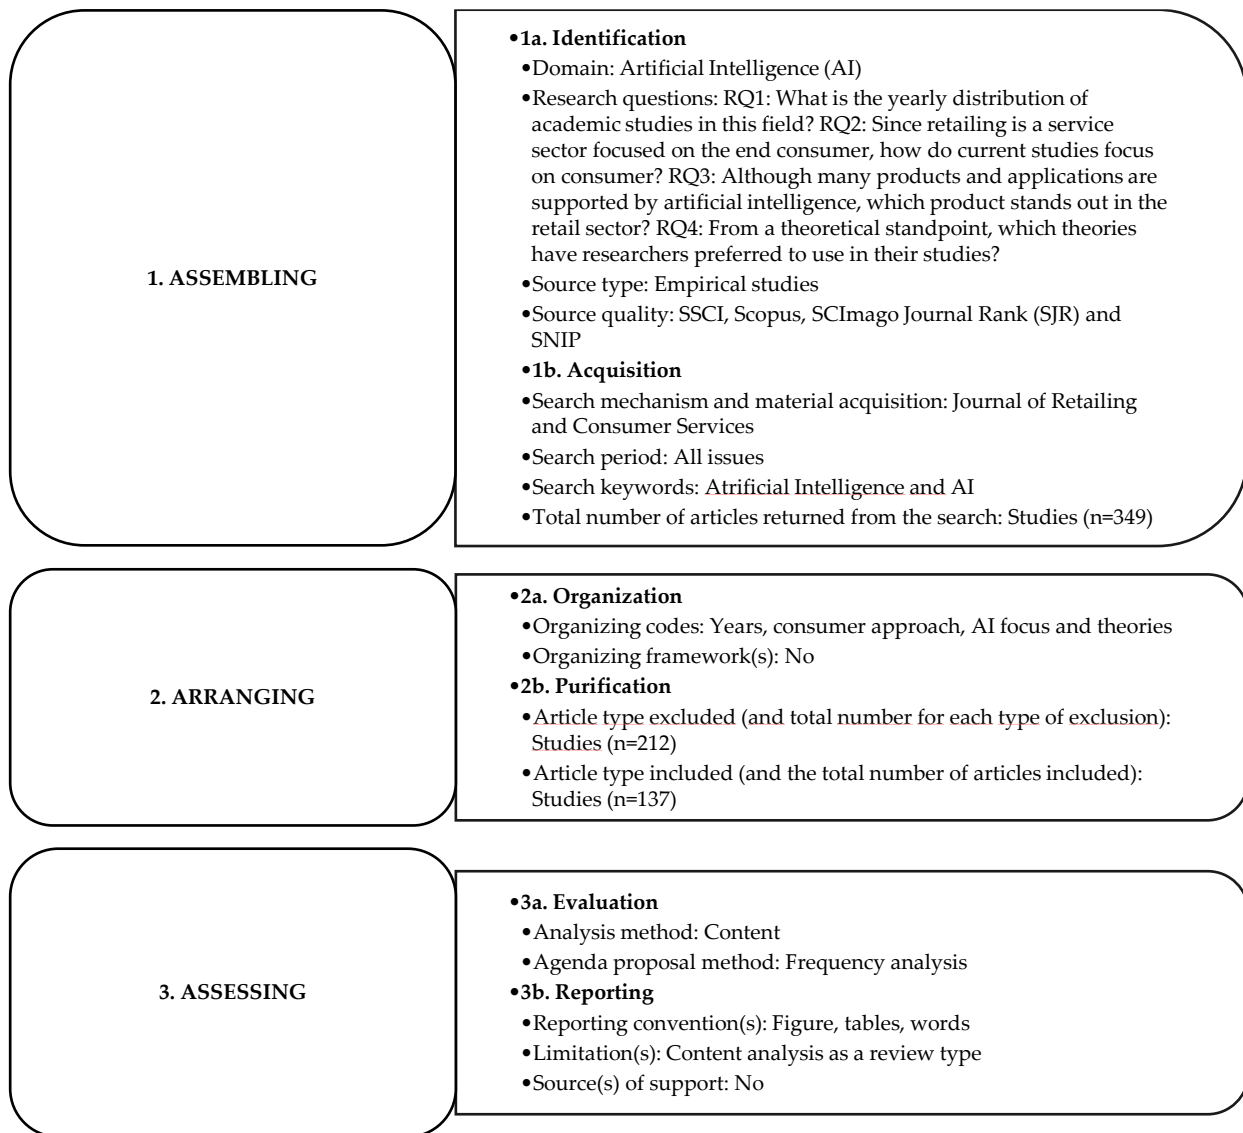 1. ASSEMBLING
•1a. Identification
•Domain: Artificial Intelligence (AI)
•Research questions: RQ1: What is the yearly distribution of
academic studies in this field? RQ2: Since retailing is a service
sector focused on the end consumer, how do current studies focus
on consumer? RQ3: Although many products and applications are
supported by artificial intelligence, which product stands out in the
retail sector? RQ4: From a theoretical standpoint, which theories
have researchers preferred to use in their studies?
•Source type: Empirical studies
•Source quality: SSCI, Scopus, SCImago Journal Rank (SJR) and
SNIP
•1b. Acquisition
•Search mechanism and material acquisition: Journal of Retailing
and Consumer Services
•Search period: All issues
•Search keywords: Atrificial Intelligence and AI
•Total number of articles returned from the search: Studies (n=349)
2. ARRANGING
•2a. Organization
•Organizing codes: Years, consumer approach, AI focus and theories
•Organizing framework(s): No
•2b. Purification
•Article type excluded (and total number for each type of exclusion):
Studies (n=212)
•Article type included (and the total number of articles included):
Studies (n=137)
3. ASSESSING
•3a. Evaluation
•Analysis method: Content
•Agenda proposal method: Frequency analysis
•3b. Reporting
•Reporting convention(s): Figure, tables, words
•Limitation(s): Content analysis as a review type
•Source(s) of support: No